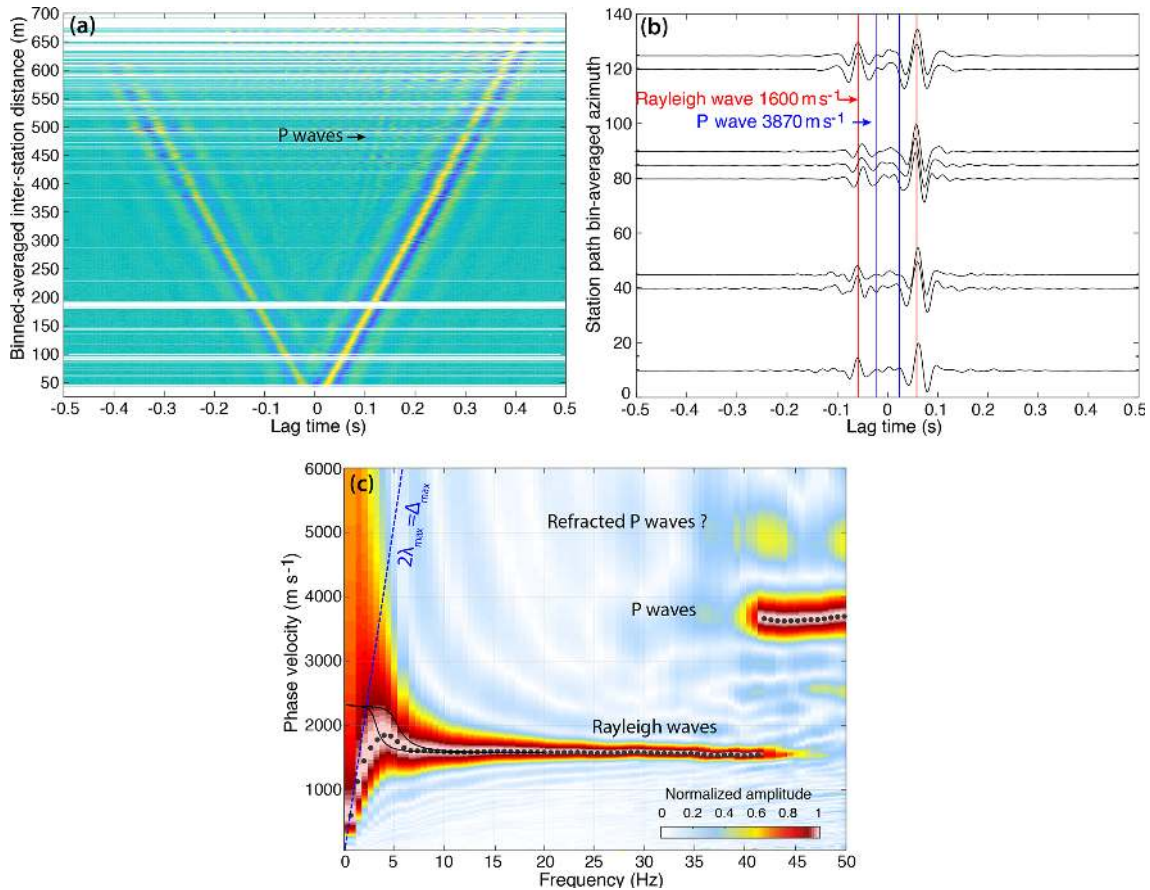 (a)
Binned-averaged inter-station distance (m)
700
650
600
550
500
450
400
350
300
250
200
150
100
50
P waves
-0.5 -0.4 -0.3 -0.2 -0.1 0 0.1 0.2 0.3 0.4 0.5
Lag time (s)
(b)
Station path bin-averaged azimuth
140
120
100
80
60
40
20
0
Rayleigh wave 1600 m s⁻¹
P wave 3870 m s⁻¹
-0.5 -0.4 -0.3 -0.2 -0.1 0 0.1 0.2 0.3 0.4 0.5
Lag time (s)
(c)
Phase velocity (m s⁻¹)
6000
5000
4000
3000
2000
1000
2λmax=Δmax
Refracted P waves ?
P waves
Rayleigh waves
Normalized amplitude
0 0.2 0.4 0.6 0.8 1
0 5 10 15 20 25 30 35 40 45 50
Frequency (Hz)